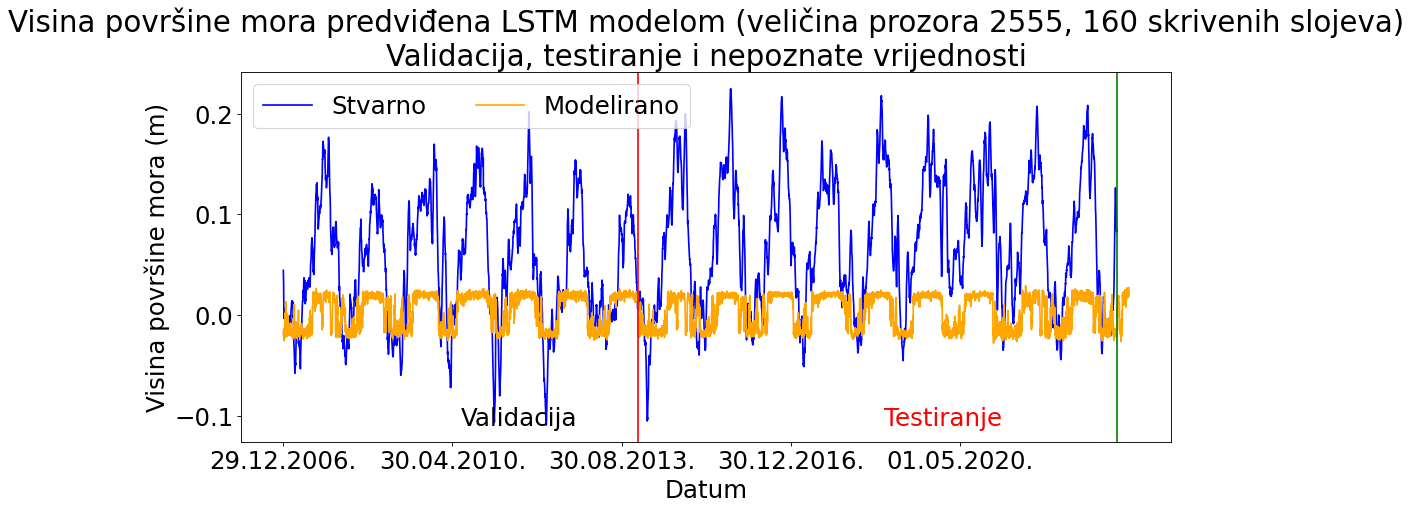 Visina površine mora predviđena LSTM modelom (veličina prozora 2555, 160 skrivenih slojeva)
Validacija, testiranje i nepoznate vrijednosti
Stvarno Modelirano
Visina površine mora (m)
0.2
0.1
0.0
−0.1
Validacija Testiranje
29.12.2006. 30.04.2010. 30.08.2013. 30.12.2016. 01.05.2020.
Datum